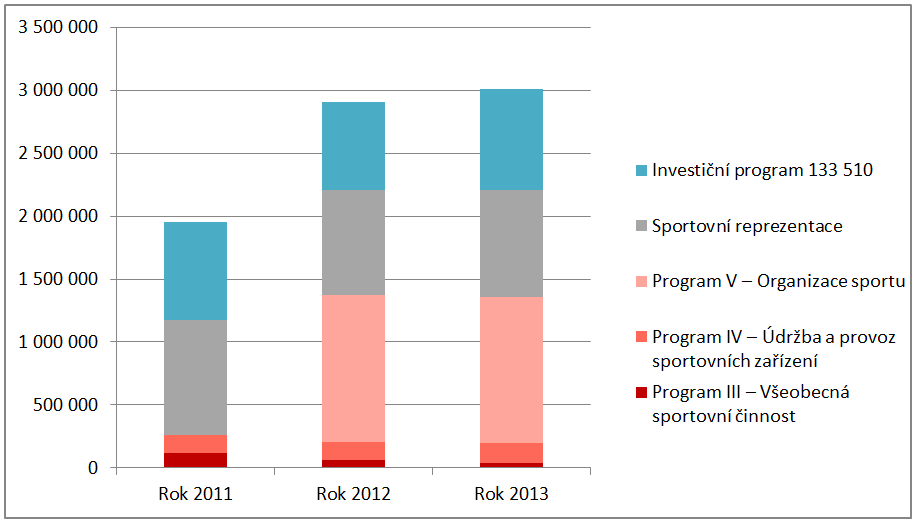 3 500 000
3 000 000
2 500 000
2 000 000
1 500 000
1 000 000
500 000
0
Rok 2011
Rok 2012
Rok 2013
Investiční program 133 510
Sportovní reprezentace
Program V – Organizace sportu
Program IV – Údržba a provoz
sportovních zařízení
Program III – Všeobecná
sportovní činnost